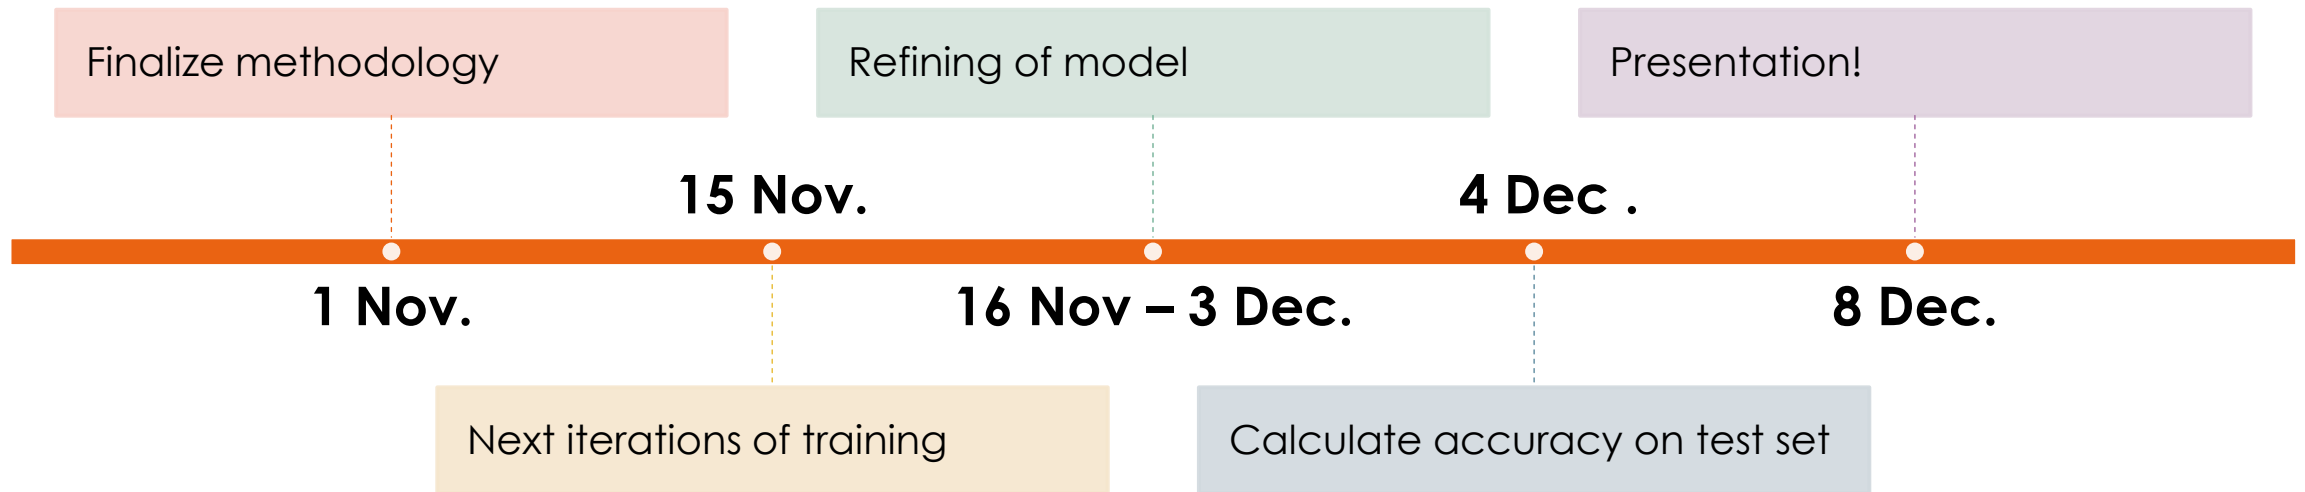 Finalize methodology
Refining of model
Presentation!
15 Nov.
4 Dec .
1 Nov.
16 Nov – 3 Dec.
8 Dec.
Next iterations of training
Calculate accuracy on test set